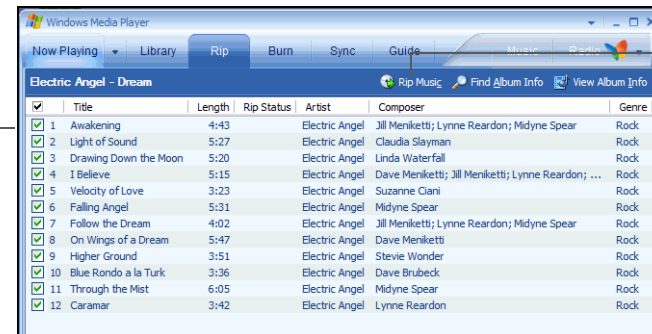 Windows Media Player
Now Playing Library Rip Burn Sync Guide Music Radio
Electric Angel - Dream Rip Music Find Album Info View Album Info
Title Length Rip Status Artist Composer Genre
1 Awakening 4:43 Electric Angel Jill Meniketti; Lynne Reardon; Midyne Spear Rock
2 Light of Sound 5:27 Electric Angel Claudia Slayman Rock
3 Drawing Down the Moon 5:20 Electric Angel Linda Waterfall Rock
4 I Believe 5:15 Electric Angel Dave Meniketti; Jill Meniketti; Lynne Reardon; ... Rock
5 Velocity of Love 3:23 Electric Angel Suzanne Ciani Rock
6 Falling Angel 5:31 Electric Angel Midyne Spear Rock
7 Follow the Dream 4:02 Electric Angel Jill Meniketti; Lynne Reardon; Midyne Spear Rock
8 On Wings of a Dream 5:47 Electric Angel Dave Meniketti Rock
9 Higher Ground 3:51 Electric Angel Stevie Wonder Rock
10 Blue Rondo a la Turk 3:36 Electric Angel Dave Brubeck Rock
11 Through the Mist 6:05 Electric Angel Midyne Spear Rock
12 Caramar 3:42 Electric Angel Lynne Reardon Rock